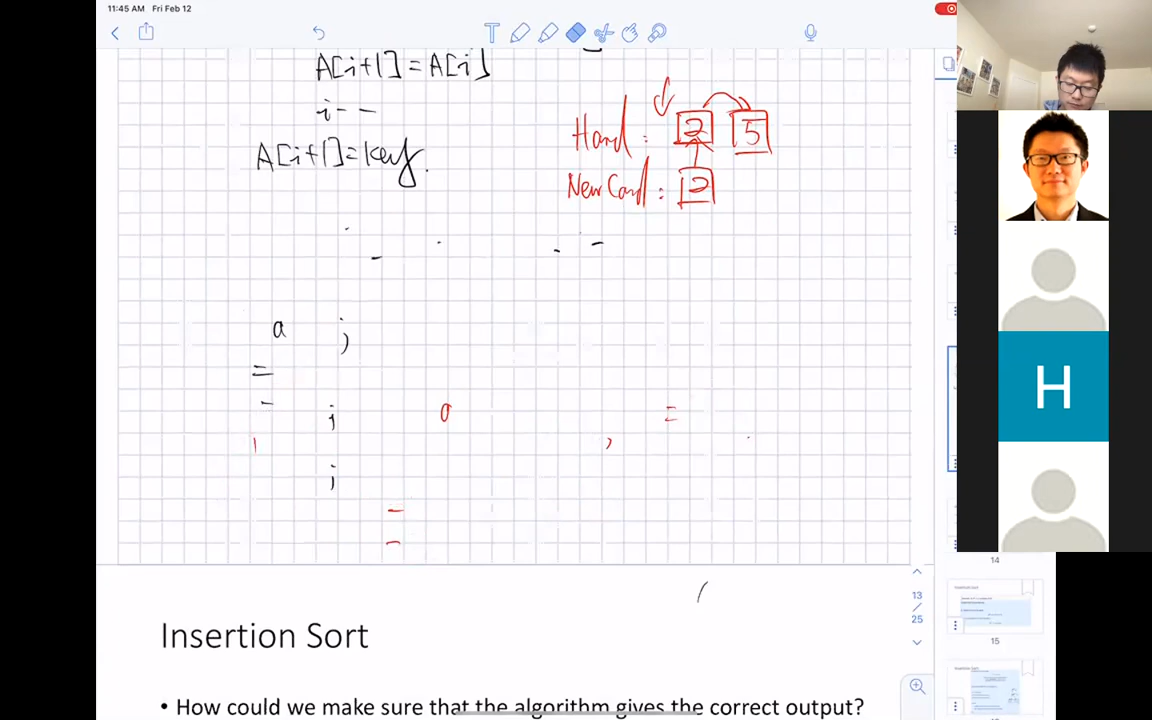 11:45 AM Fri Feb 12
A[i+1] = A[i]
i--
A[i+1] = key.
Hand: 2 5
New Card: 2
a j
=
-
j a =
, 
j
-
-
H
14
13
/
25
Insertion Sort
15
• How could we make sure that the algorithm gives the correct output?